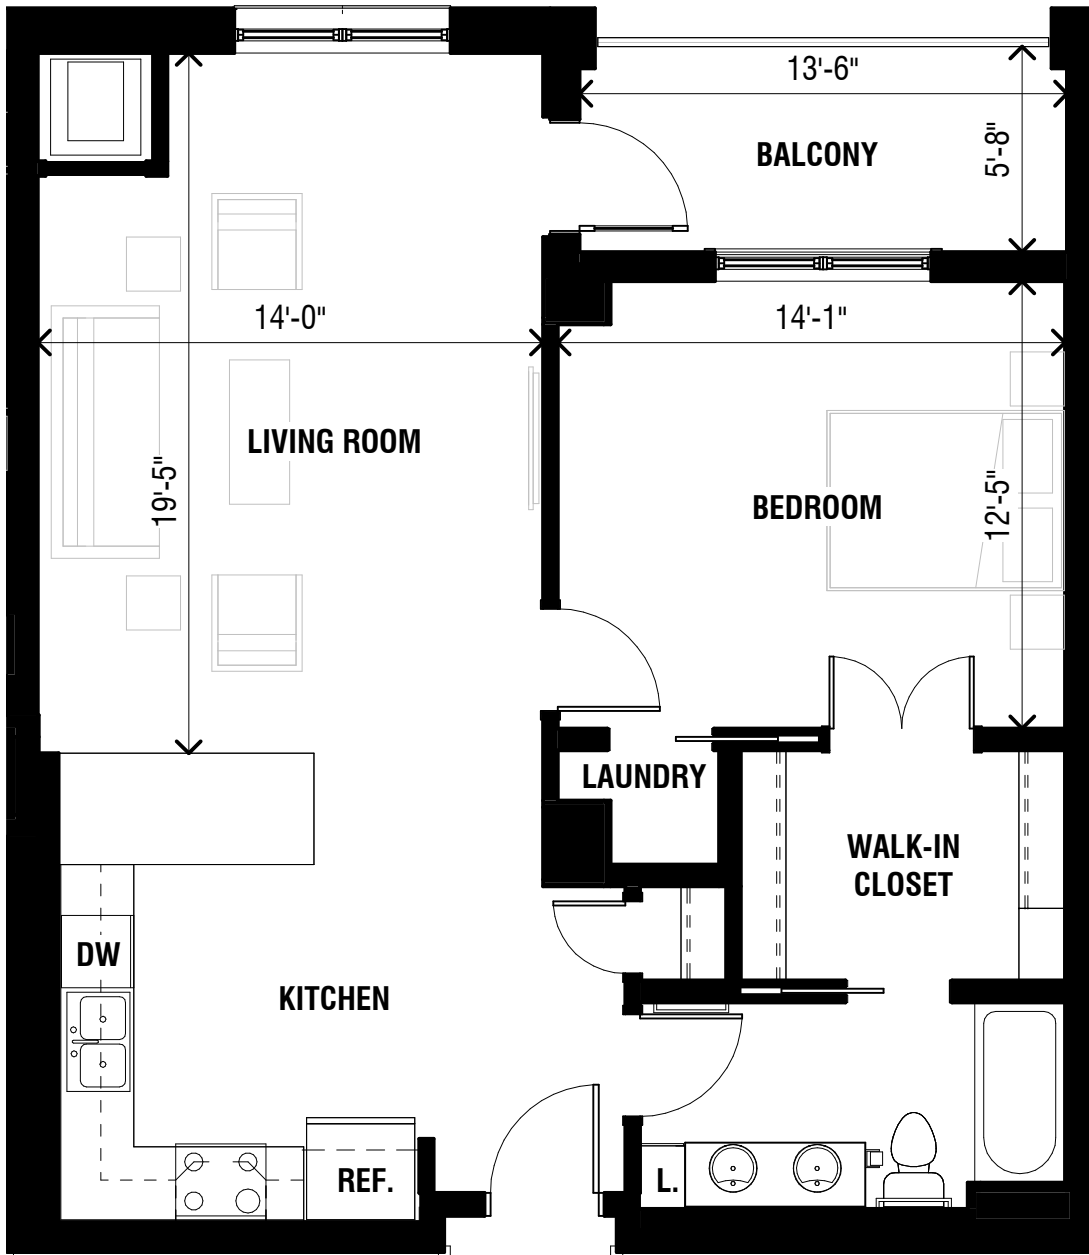 13'-6"
BALCONY
5'-8"
14'-0"
14'-1"
LIVING ROOM
19'-5"
BEDROOM
12'-5"
LAUNDRY
WALK-IN
CLOSET
DW
KITCHEN
REF.
L.